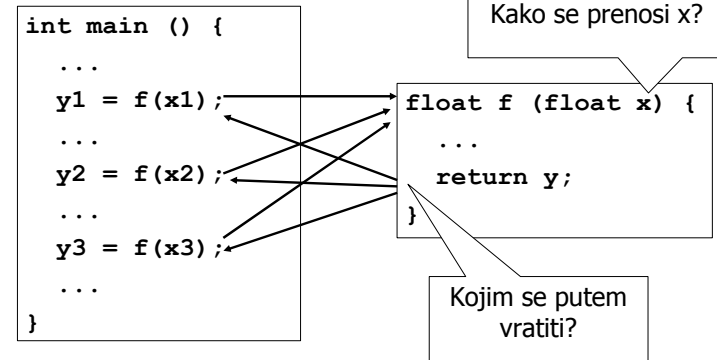 int main () {
...
y1 = f(x1);
...
y2 = f(x2);
...
y3 = f(x3);
...
}
Kako se prenosi x?
float f (float x) {
...
return y;
}
Kojim se putem
vratiti?